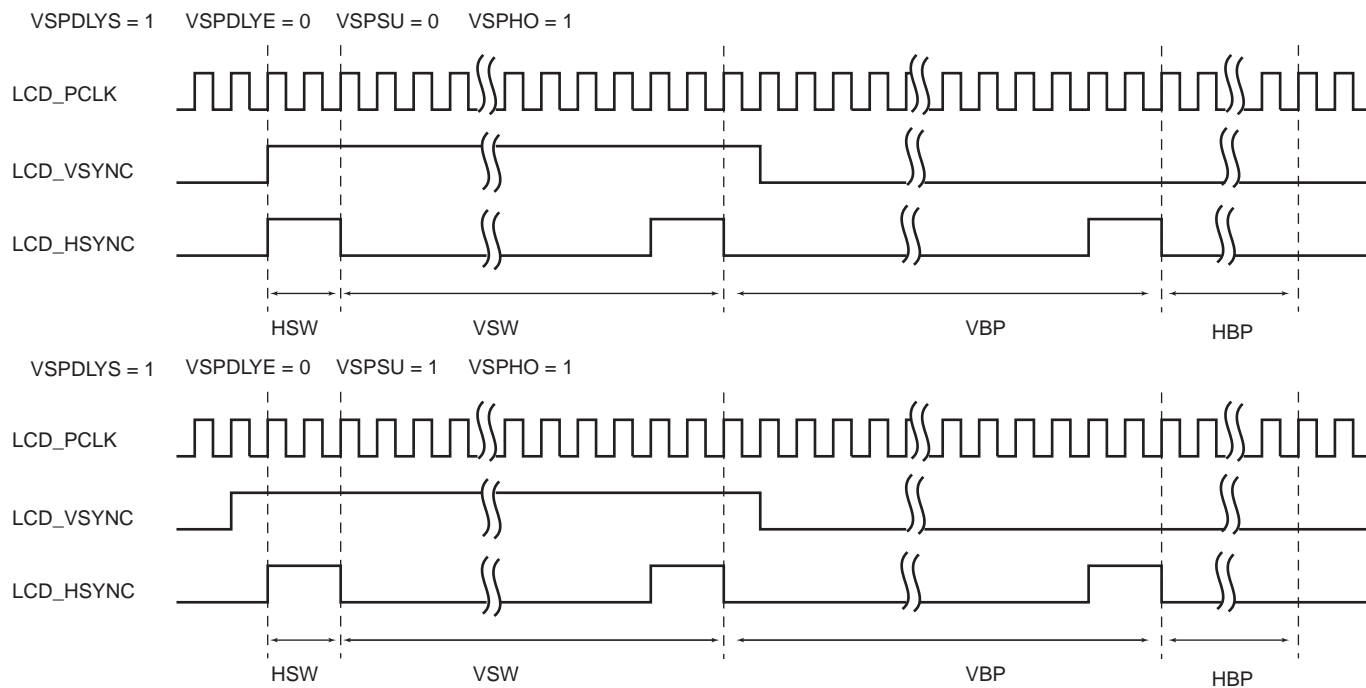 VSPDLYS = 1 VSPDLYE = 0 VSPSU = 0 VSPHO = 1
LCD_PCLK
LCD_VSYNC
LCD_HSYNC
HSW VSW VBP HBP
VSPDLYS = 1 VSPDLYE = 0 VSPSU = 1 VSPHO = 1
LCD_PCLK
LCD_VSYNC
LCD_HSYNC
HSW VSW VBP HBP